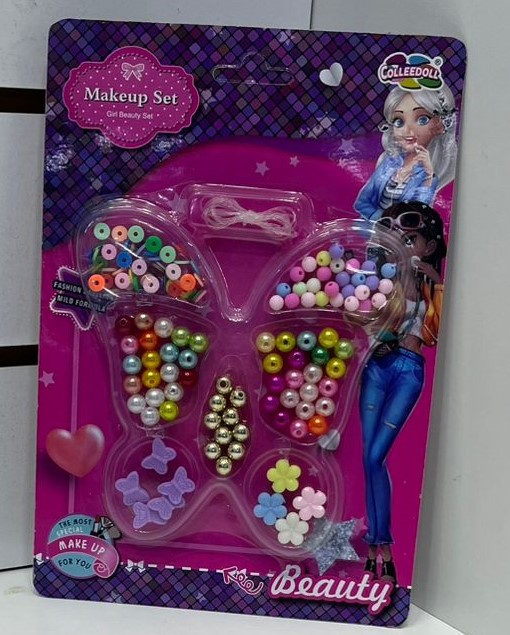 COLLEEDOLL®
Makeup Set
Girl Beauty Set
FASHION
MILD FORMULA
THE MOST
SPECIAL
MAKE UP
FOR YOU
Beauty